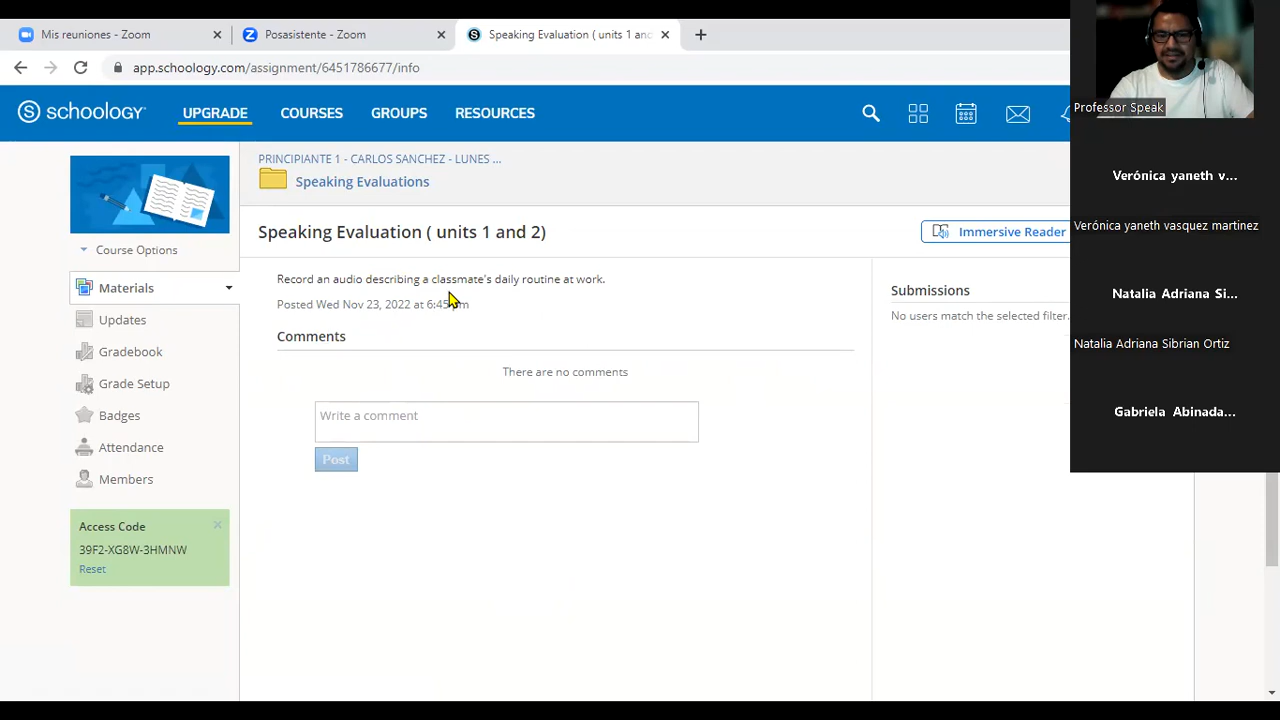 Mis reuniones - Zoom
Posasistente - Zoom
Speaking Evaluation ( units 1 and
app.schoology.com/assignment/6451786677/info
schoology
UPGRADE
COURSES
GROUPS
RESOURCES
Professor Speak
PRINCIPIANTE 1 - CARLOS SANCHEZ - LUNES ...
Speaking Evaluations
Verónica yaneth v...
Verónica yaneth vasquez martinez
Speaking Evaluation ( units 1 and 2)
Immersive Reader
Course Options
Record an audio describing a classmate's daily routine at work.
Posted Wed Nov 23, 2022 at
Submissions
No users match the selected filter.
Natalia Adriana Si...
Natalia Adriana Sibrian Ortiz
Materials
Updates
Gradebook
Grade Setup
Badges
Attendance
Members
Comments
There are no comments
Write a comment
Post
Gabriela Abinada...
Access Code
39F2-XG8W-3HMNW
Reset